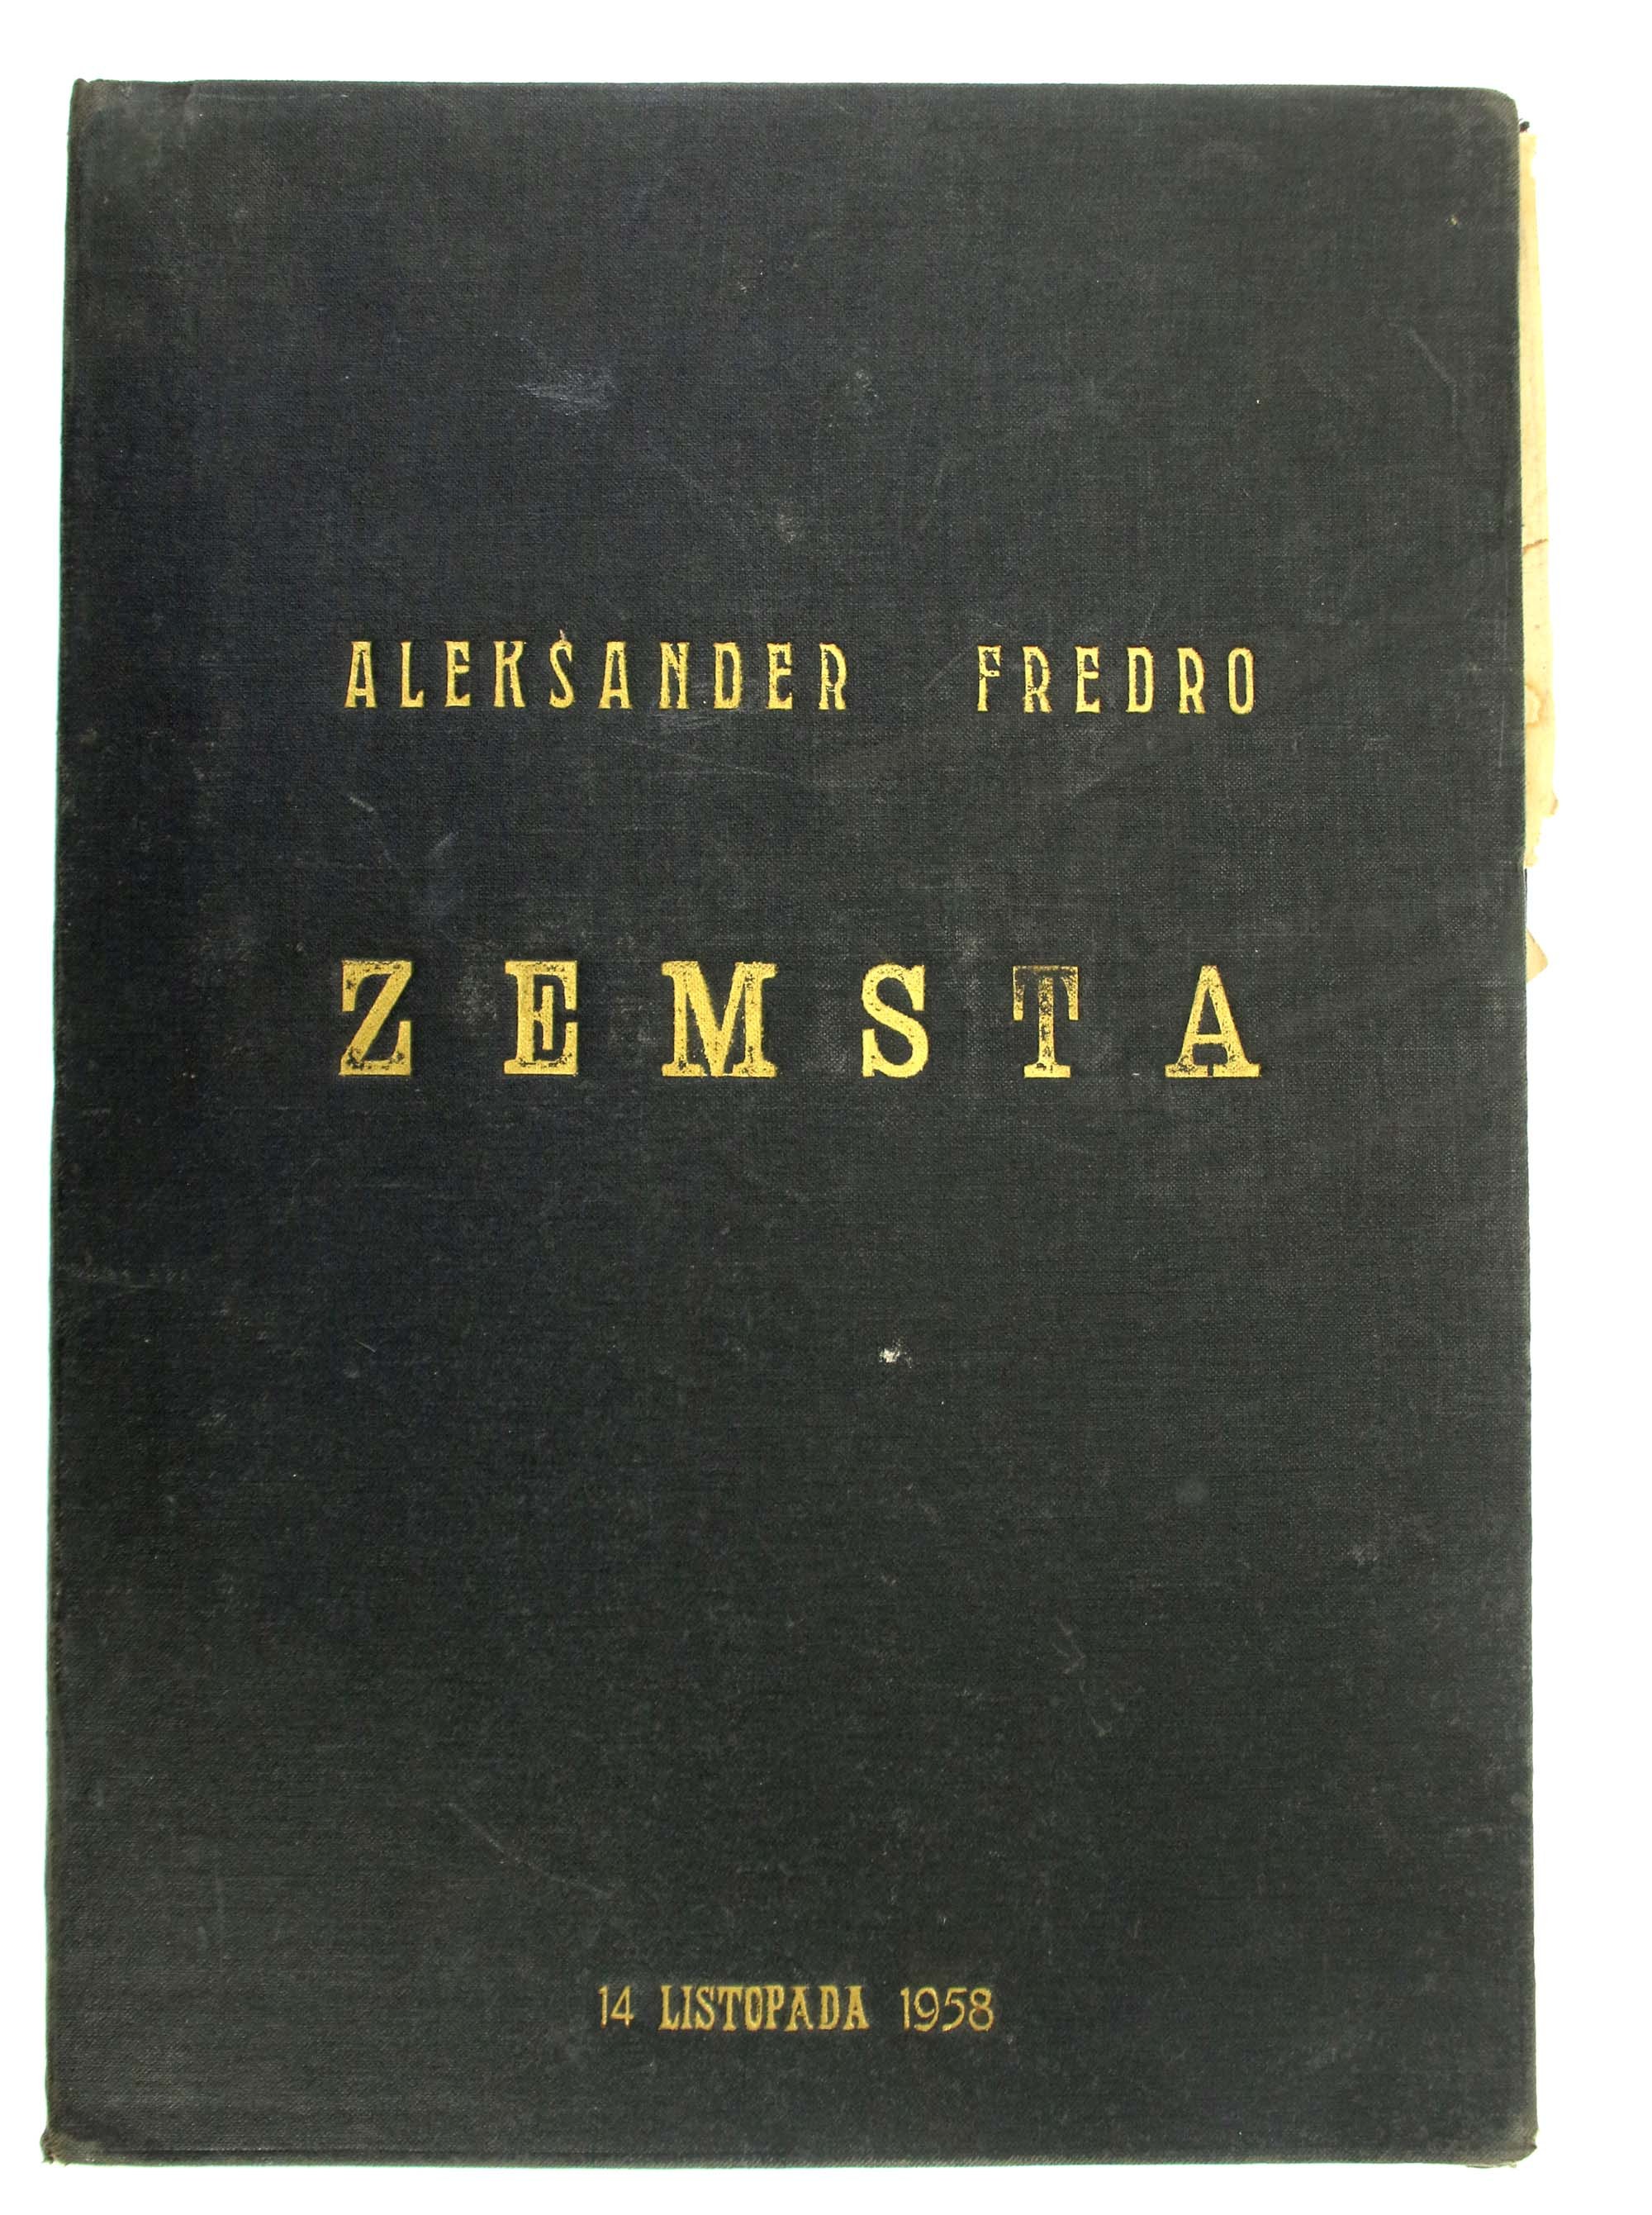 ALEKSANDER FREDRO
ZEMSTA
14 LISTOPADA 1958